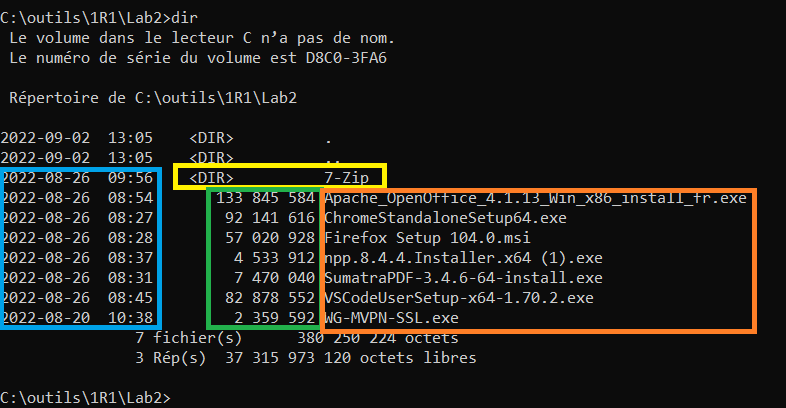 C:\outils\1R1\Lab2>dir
Le volume dans le lecteur C n’a pas de nom.
Le numéro de série du volume est D8C0-3FA6
Répertoire de C:\outils\1R1\Lab2
2022-09-02  13:05    <DIR>          .
2022-09-02  13:05    <DIR>          ..
2022-08-26  09:56    <DIR>          7-Zip
2022-08-26  08:54       133 845 584 Apache_OpenOffice_4.1.13_Win_x86_install_fr.exe
2022-08-26  08:27        92 141 616 ChromeStandaloneSetup64.exe
2022-08-26  08:28        57 020 928 Firefox Setup 104.0.msi
2022-08-26  08:37         4 533 912 npp.8.4.4.Installer.x64 (1).exe
2022-08-26  08:31         7 470 040 SumatraPDF-3.4.6-64-install.exe
2022-08-26  08:45        82 878 552 VSCodeUserSetup-x64-1.70.2.exe
2022-08-20  10:38         2 359 592 WG-MVPN-SSL.exe
7 fichier(s)      380 250 224 octets
3 Rép(s)  37 315 973 120 octets libres
C:\outils\1R1\Lab2>